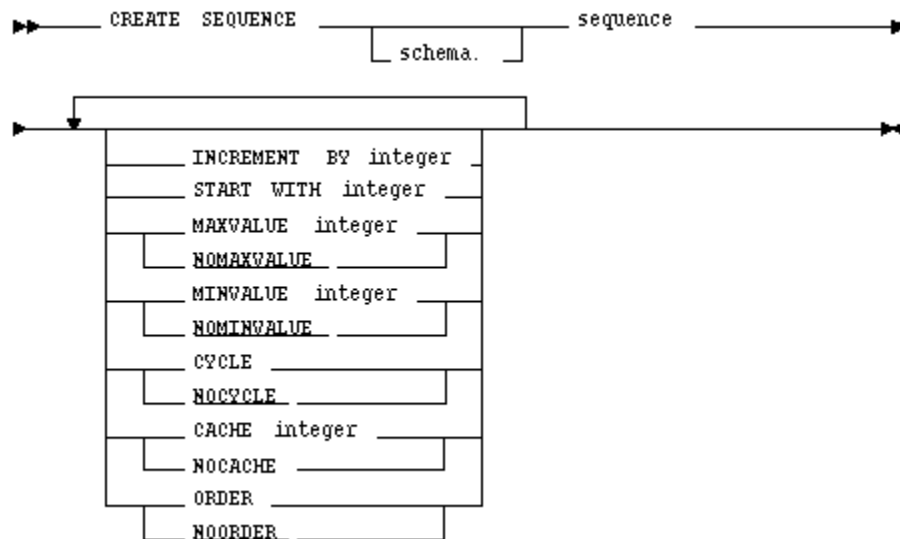 CREATE SEQUENCE sequence
schema.
INCREMENT BY integer
START WITH integer
MAXVALUE integer
NOMAXVALUE
MINVALUE integer
NOMINVALUE
CYCLE
NOCYCLE
CACHE integer
NOCACHE
ORDER
NOORDER